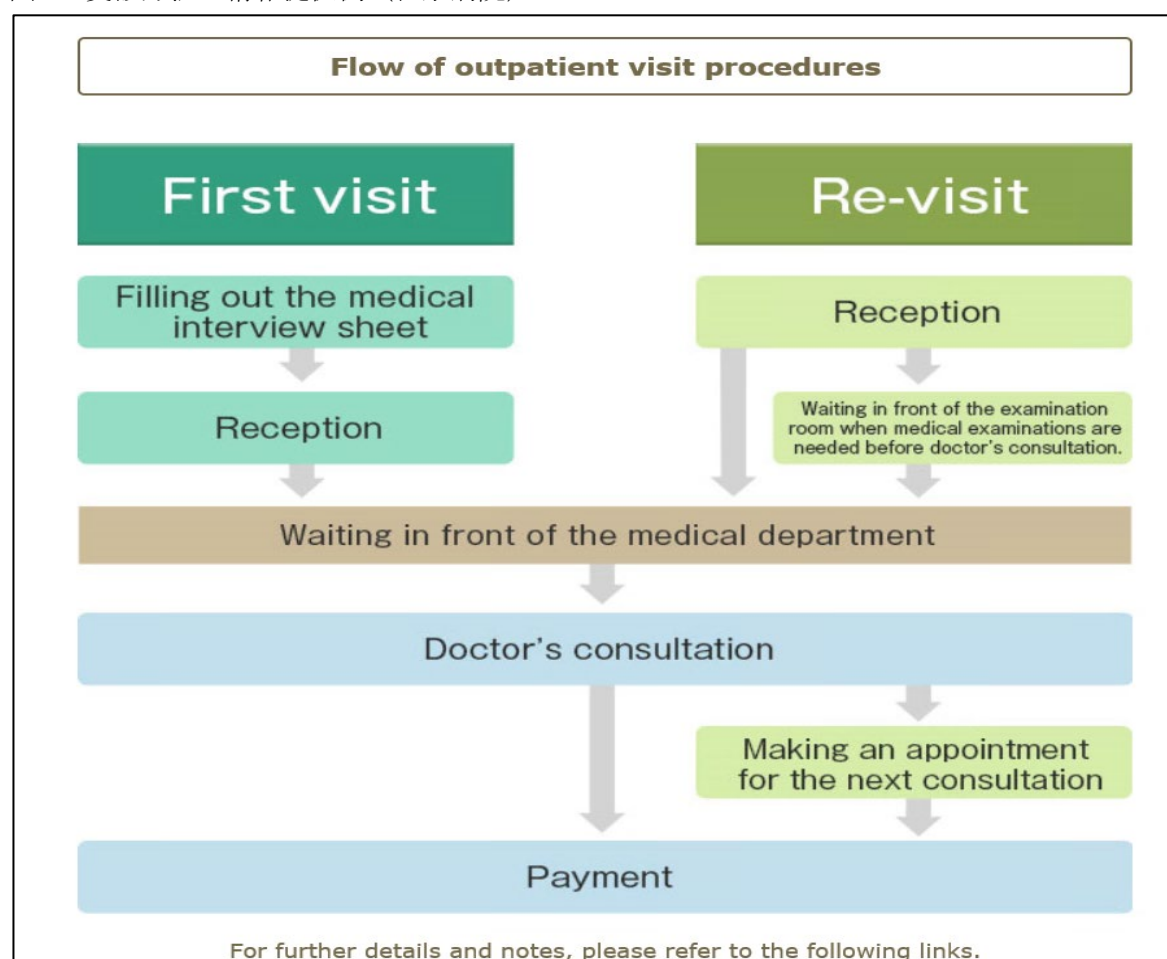 Flow of outpatient visit procedures
First visit
Re-visit
Filling out the medical
interview sheet
Reception
Reception
Waiting in front of the examination
room when medical examinations are
needed before doctor's consultation.
Waiting in front of the medical department
Doctor's consultation
Making an appointment
for the next consultation
Payment
For further details and notes, please refer to the following links.